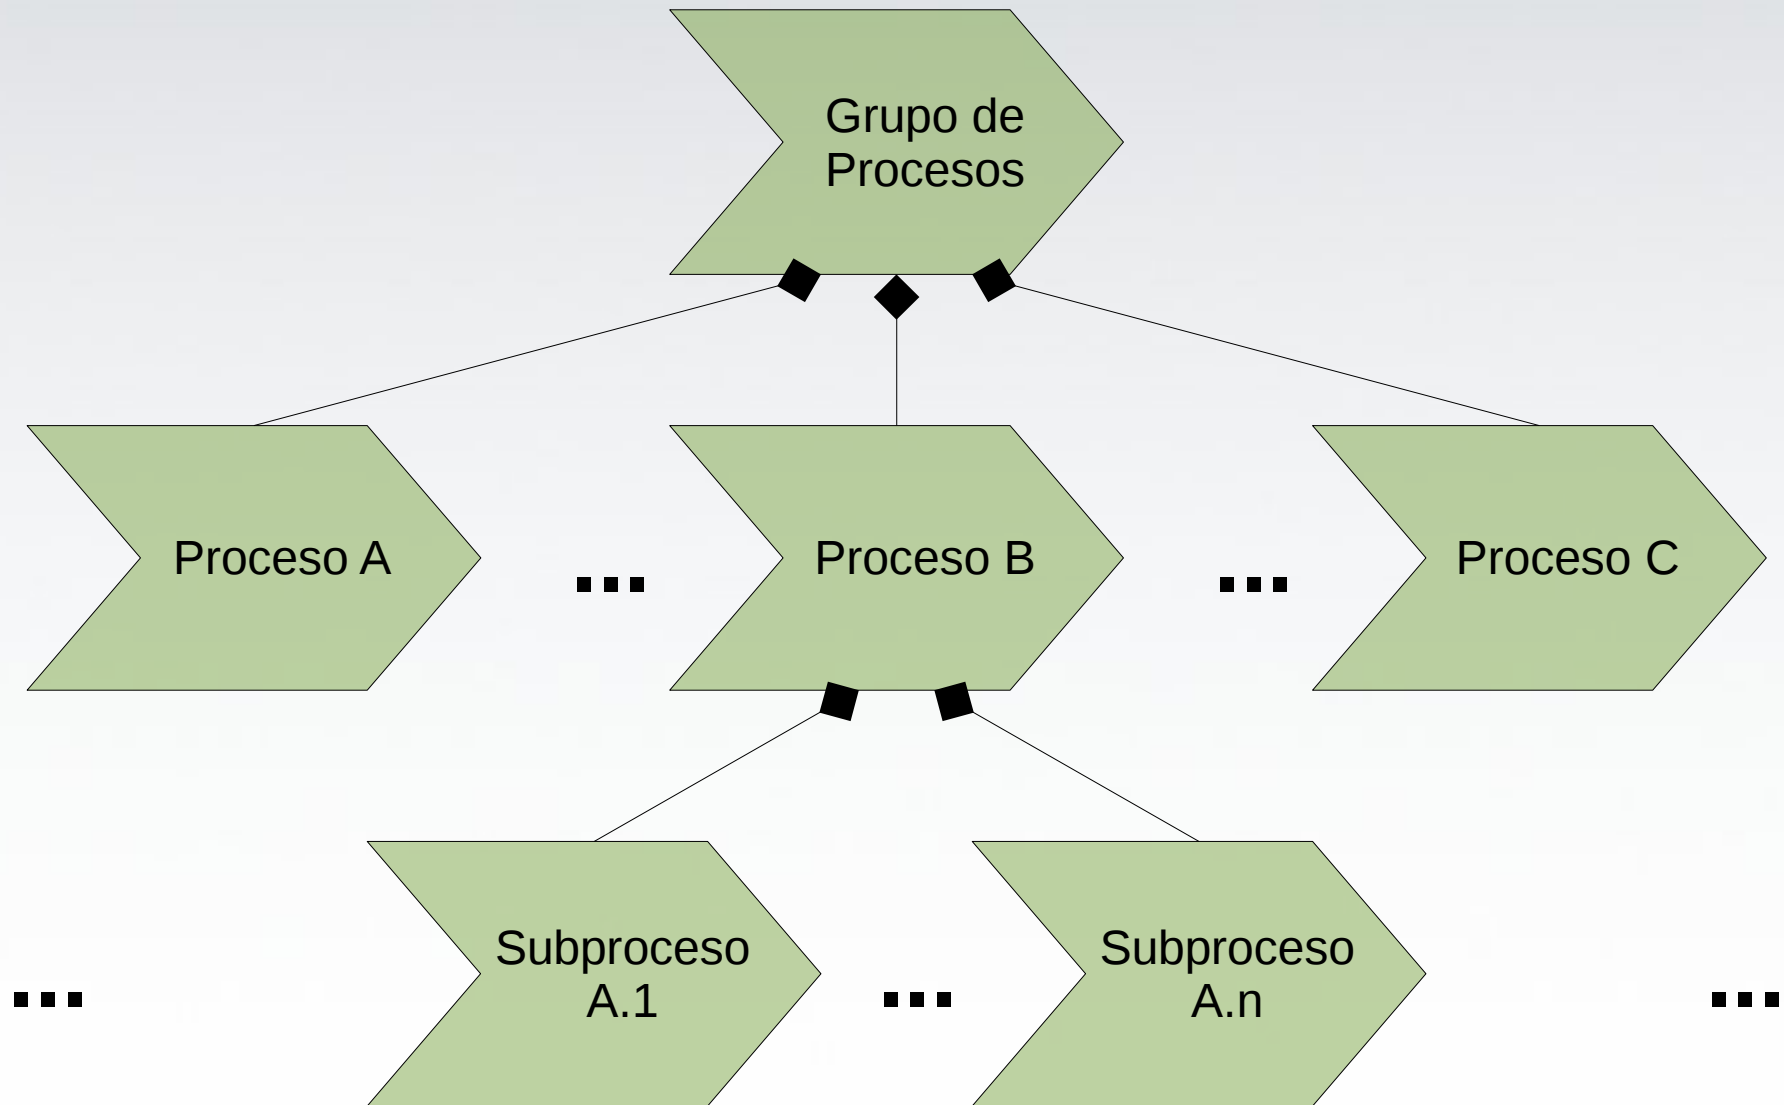 Grupo de
Procesos
Proceso A
...
Proceso B
...
Proceso C
...
Subproceso
A.1
...
Subproceso
A.n
...